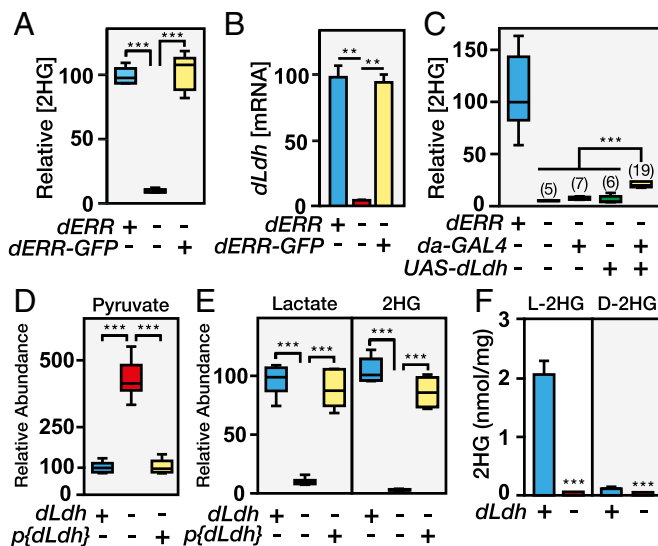 A
Relative [2HG]
100
50
0
***
***
dERR + - -
dERR-GFP - - +
B
dLdh [mRNA]
100
50
0
**
**
dERR + - -
dERR-GFP - - +
C
Relative [2HG]
150
100
50
0
***
(5)
(7)
(6)
(19)
dERR + - - - -
da-GAL4 - - + - +
UAS-dLdh - - - + +
D
Pyruvate
Relative Abundance
500
250
100
0
***
***
dLdh + - -
p{dLdh} - - +
E
Lactate
2HG
Relative Abundance
100
50
0
***
***
***
***
dLdh + - - + - -
p{dLdh} - - + - - +
F
L-2HG
D-2HG
2HG (nmol/mg)
3
2
1
0
***
***
dLdh + - + -